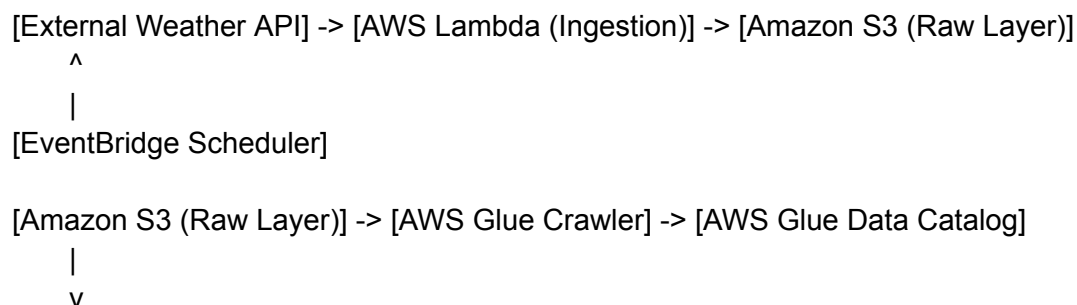 [External Weather API] -> [AWS Lambda (Ingestion)] -> [Amazon S3 (Raw Layer)]
^
|
[EventBridge Scheduler]
[Amazon S3 (Raw Layer)] -> [AWS Glue Crawler] -> [AWS Glue Data Catalog]
|
v